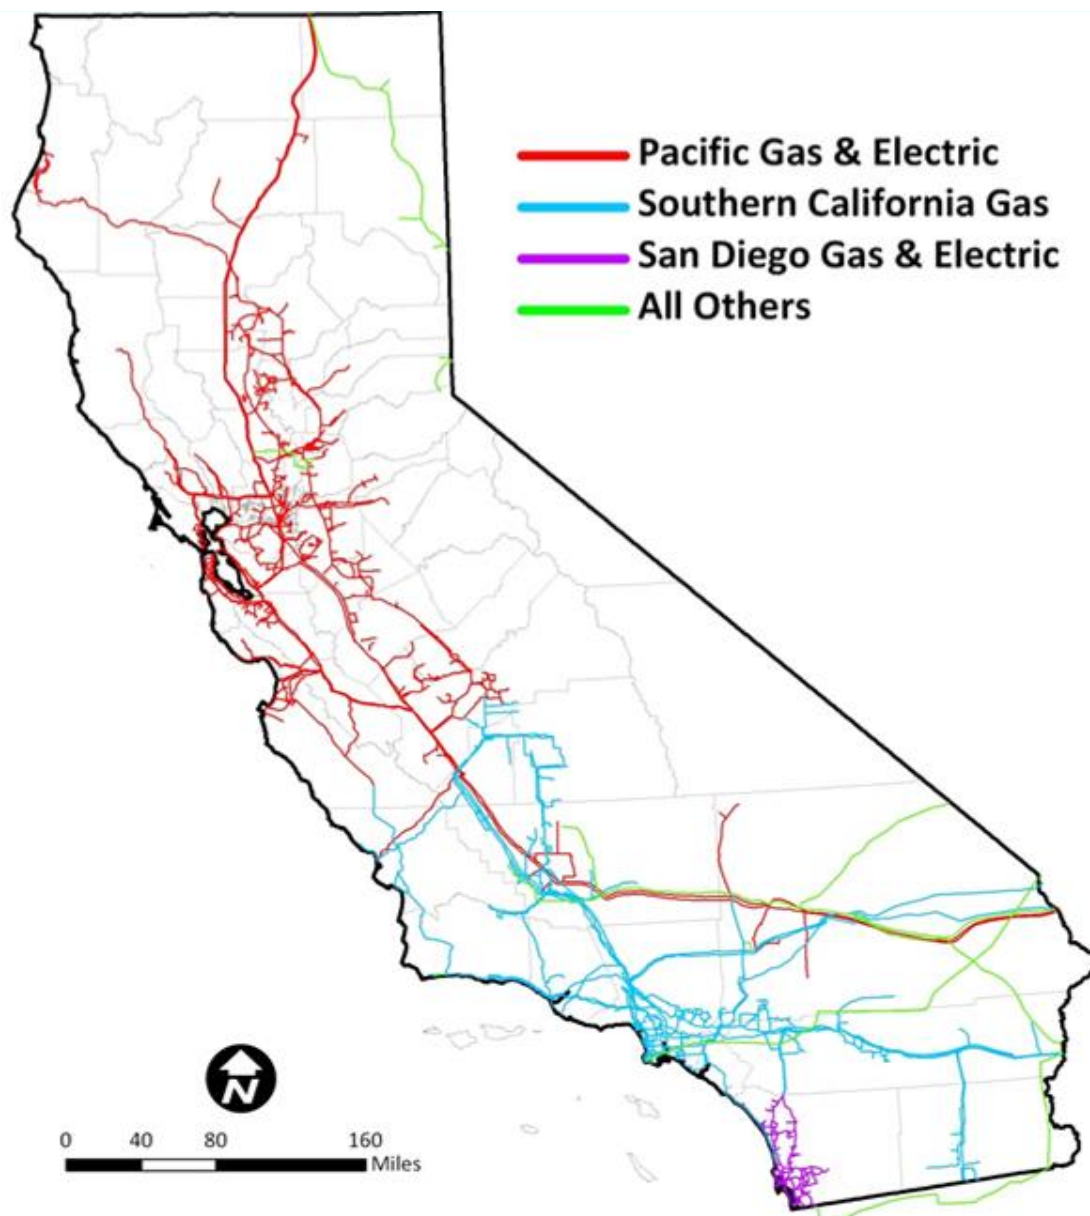 Pacific Gas & Electric
Southern California Gas
San Diego Gas & Electric
All Others
N
0 40 80 160
Miles